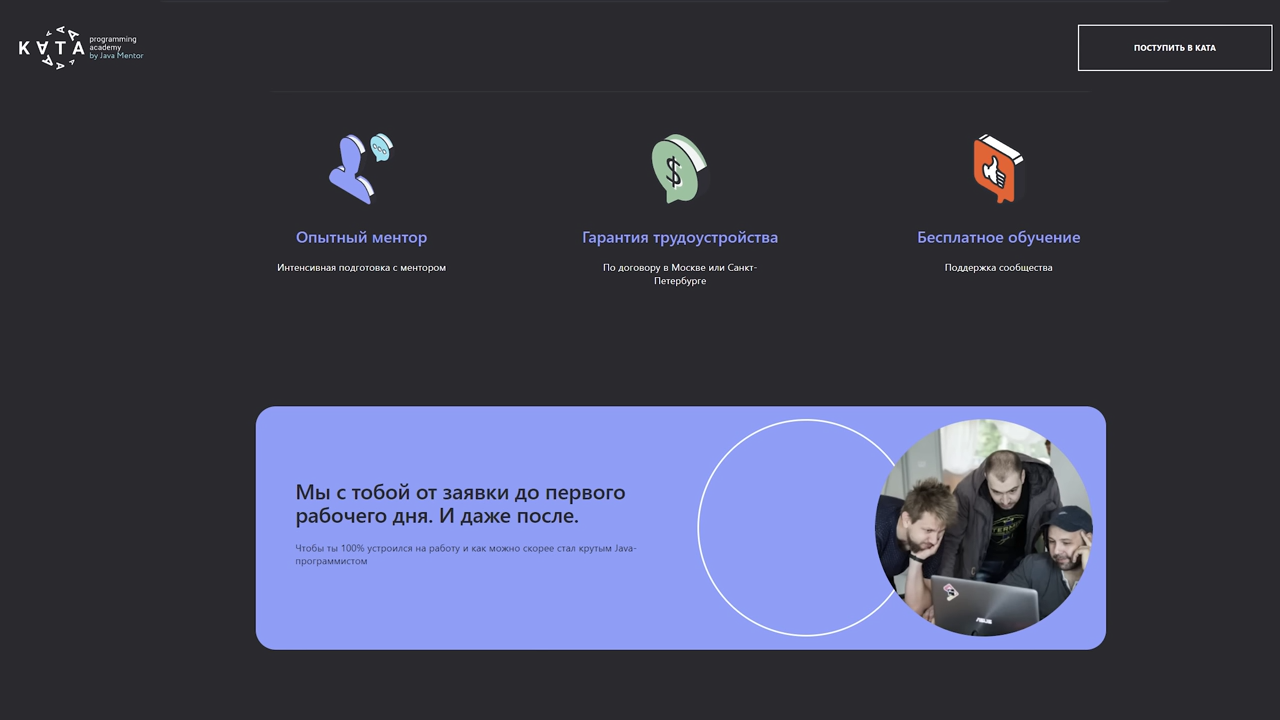 KATA
programming
academy
by Java Mentor
ПОСТУПИТЬ В КАТА
Опытный ментор
Интенсивная подготовка с ментором
Гарантия трудоустройства
По договору в Москве или Санкт-
Петербурге
Бесплатное обучение
Поддержка сообщества
Мы с тобой от заявки до первого
рабочего дня. И даже после.
Чтобы ты 100% устроился на работу и как можно скорее стал крутым Java-
программистом
ASUS